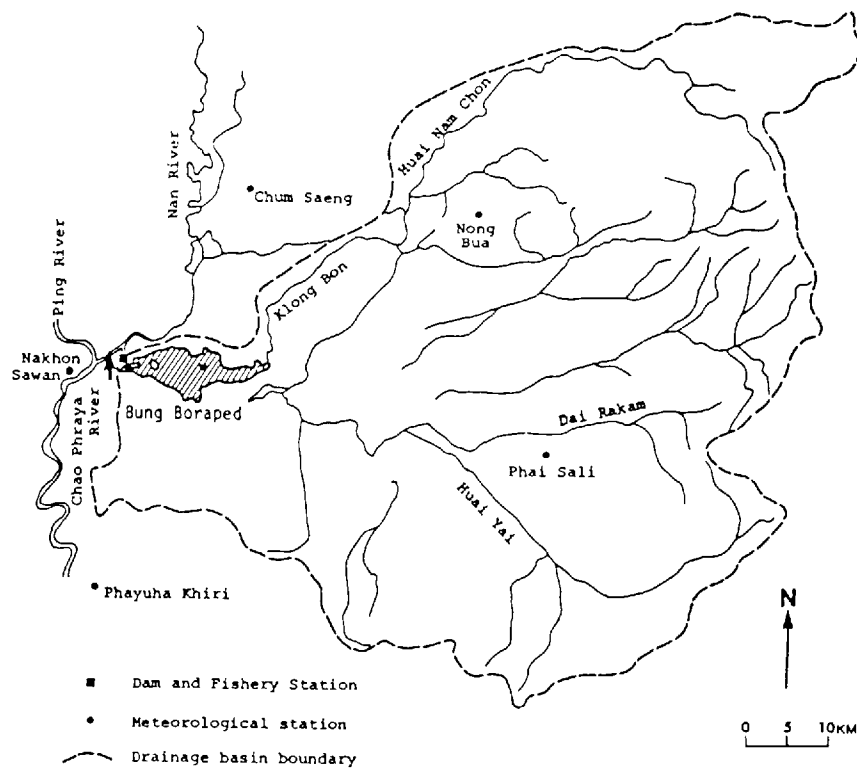 Huai Nam Chon
Nan River
Chum Saeng
Nong
Bua
Ping River
Klong Bon
Nakhon
Sawan
Chao Phraya
River
Bung Boraped
Dai Rakam
Phai Sali
Huai Yai
Phayuha Khiri
N
Dam and Fishery Station
Meteorological station
Drainage basin boundary
0 5 10KM